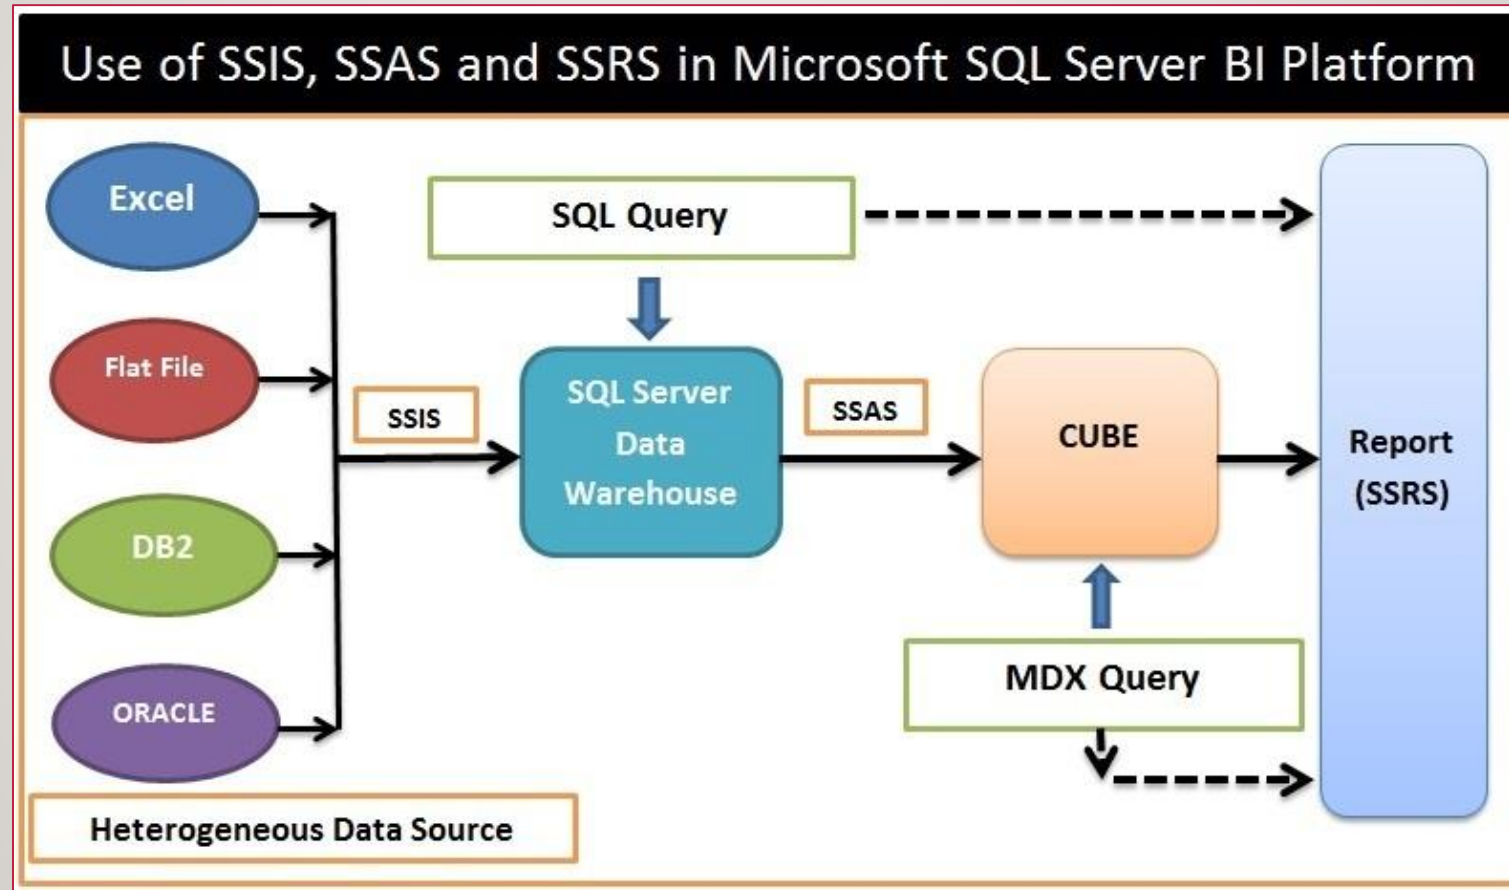 Use of SSIS, SSAS and SSRS in Microsoft SQL Server BI Platform
Excel
Flat File
DB2
ORACLE
Heterogeneous Data Source
SSIS
SQL Query
SQL Server
Data
Warehouse
SSAS
CUBE
MDX Query
Report
(SSRS)